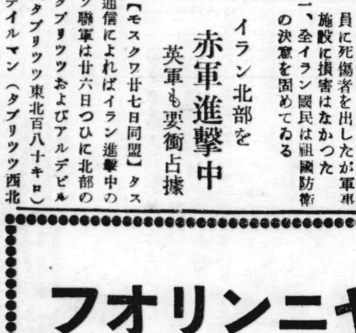 員に死傷者を出したが軍事
施設に損害はなかつた
一、全イラン國民は祖國防衛
の決意を固めてゐる
イラン北部を
赤軍進撃中
英軍も要衝占據
【モスクワ廿七日同盟】タス
通信によればイラン進撃中の
ソ聯軍は廿六日つひに北部の
タブリツツおよびアルデビル
(タブリツツ東北百八十キロ)
デイルマン(タブリツツ西北
フオリンニ